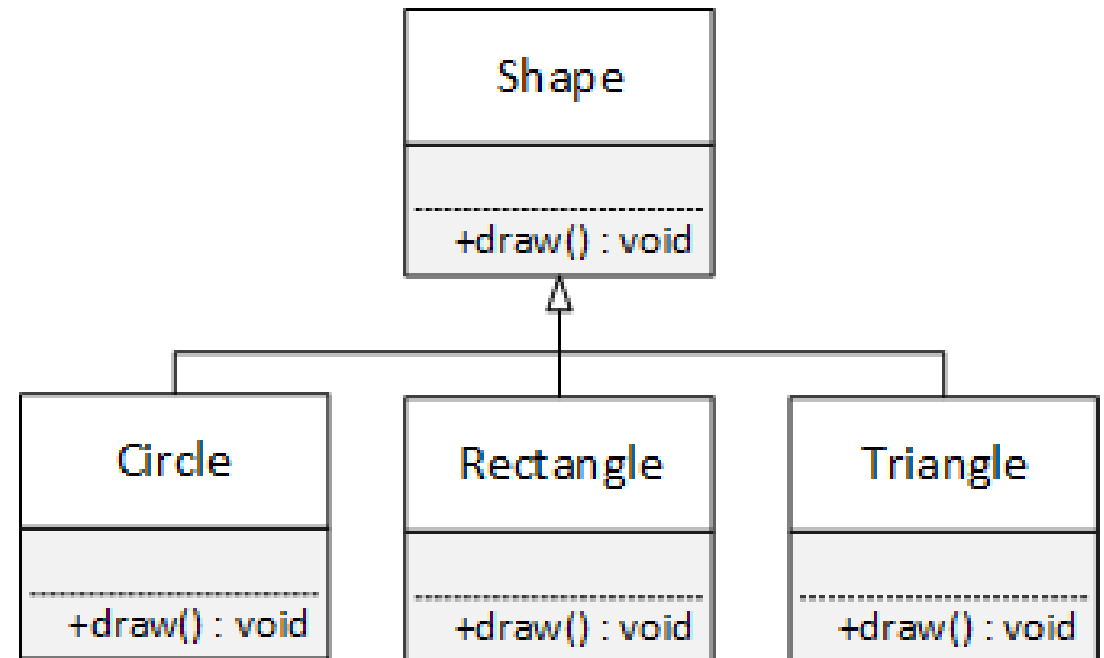 Shape
+draw() : void
Circle
+draw() : void
Rectangle
+draw() : void
Triangle
+draw() : void